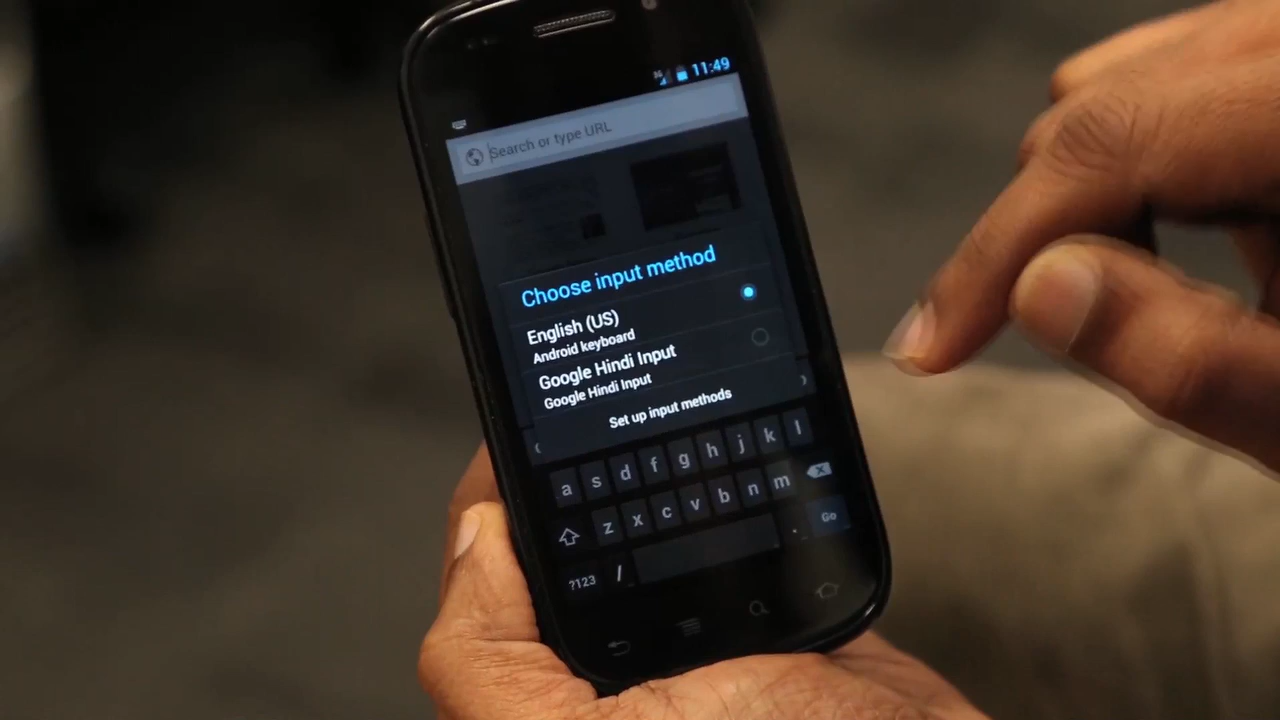 11:49
Search or type URL
Choose input method
English (US)
Android keyboard
Google Hindi Input
Google Hindi Input
Set up input methods
a s d f g h j k l
z x c v b n m
Go
?123 / .